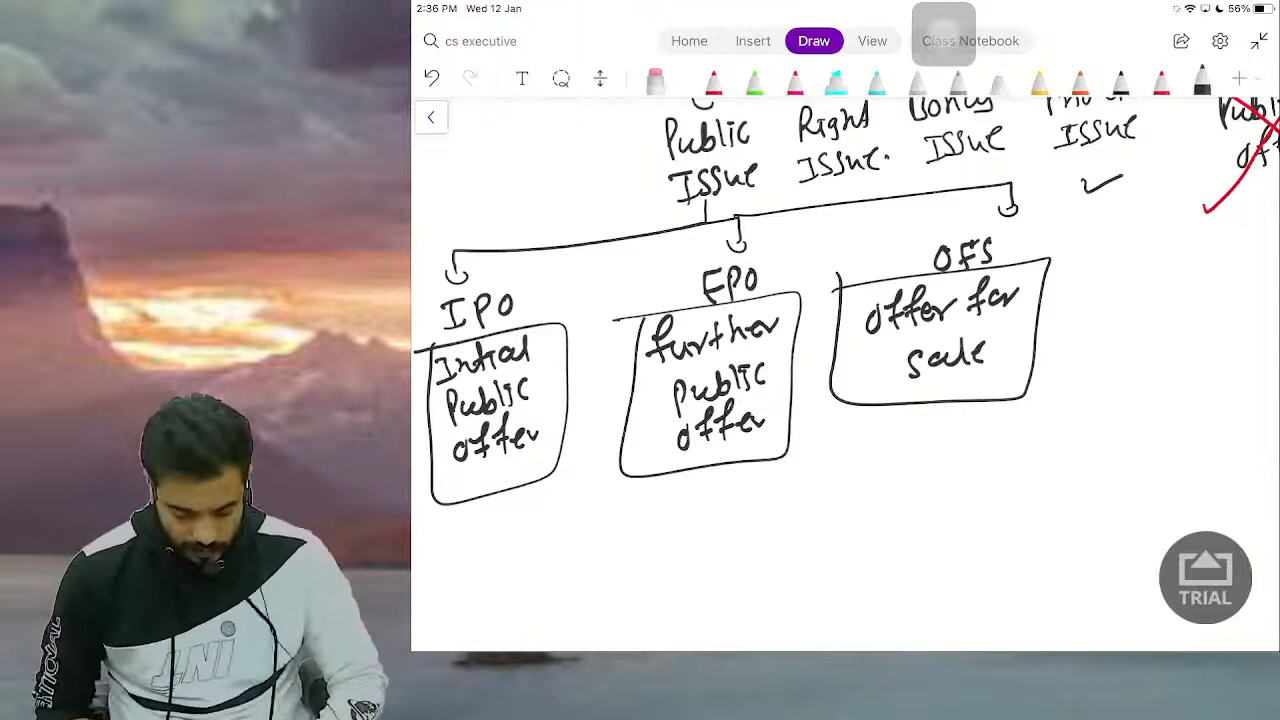 2:36 PM Wed 12 Jan
56%
cs executive
Home Insert Draw View Class Notebook
T
Public Issue
Right Issue.
Bonus Issue
Issue
IPO
Initial
Public
offer
FPO
further
Public
offer
OFS
offer for
sale
TRIAL